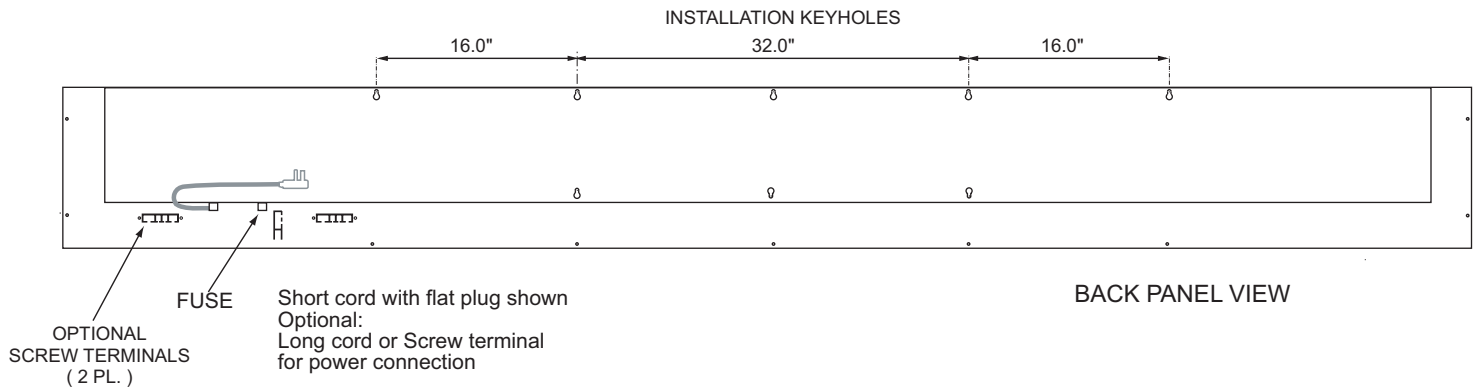 INSTALLATION KEYHOLES
16.0"
32.0"
16.0"
FUSE
Short cord with flat plug shown
Optional:
Long cord or Screw terminal
for power connection
BACK PANEL VIEW
OPTIONAL
SCREW TERMINALS
( 2 PL. )